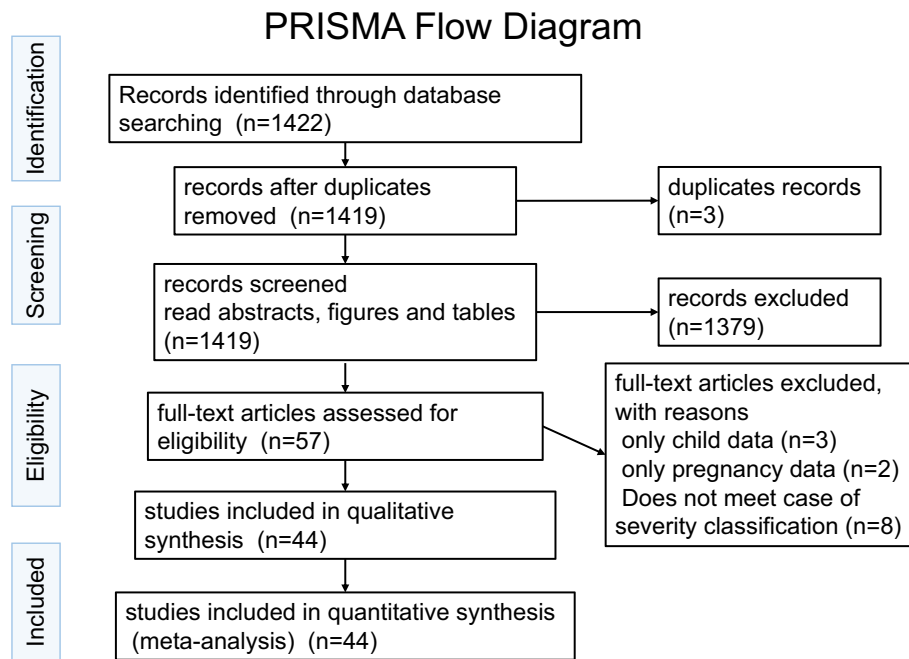 PRISMA Flow Diagram
Identification
Records identified through database
searching (n=1422)
records after duplicates
removed (n=1419)
duplicates records
(n=3)
Screening
records screened
read abstracts, figures and tables
(n=1419)
records excluded
(n=1379)
Eligibility
full-text articles assessed for
eligibility (n=57)
full-text articles excluded,
with reasons
only child data (n=3)
only pregnancy data (n=2)
Does not meet case of
severity classification (n=8)
studies included in qualitative
synthesis (n=44)
Included
studies included in quantitative synthesis
(meta-analysis) (n=44)